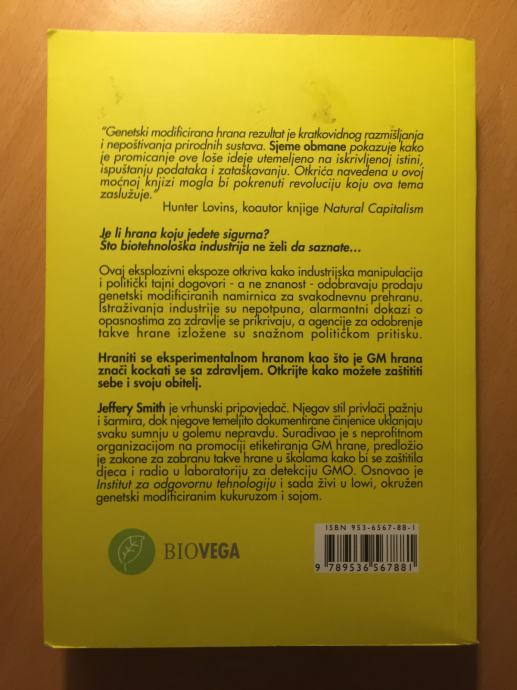 "Genetski modificirana hrana rezultat je kratkovidnog razmišljanja
i nepoštivanja prirodnih sustava. Sjeme obmane pokazuje kako
je promicanje ove loše ideje utemeljeno na iskrivljenoj istini,
ispuštanju podataka i zataškavanju. Otkrića navedena u ovoj
moćnoj knjizi mogla bi pokrenuti revoluciju koju ova tema
zaslužuje."
Hunter Lovins, koautor knjige Natural Capitalism
Je li hrana koju jedete sigurna?
Što biotehnološka industrija ne želi da saznate...
Ovaj eksplozivni ekspoze otkriva kako industrijska manipulacija
i politički tajni dogovori - a ne znanost - odobravaju prodaju
genetski modificiranih namirnica za svakodnevnu prehranu.
Istraživanja industrije su nepotpuna, alarmantni dokazi o
opasnostima za zdravlje se prikrivaju, a agencije za odobrenje
takve hrane izložene su snažnom političkom pritisku.
Hraniti se eksperimentalnom hranom kao što je GM hrana
znači kockati se sa zdravljem. Otkrijte kako možete zaštititi
sebe i svoju obitelj.
Jeffery Smith je vrhunski pripovjedač. Njegov stil privlači pažnju
i šarmira, dok njegove temeljito dokumentirane činjenice uklanjaju
svaku sumnju u golemu nepravdu. Surađivao je s neprofitnom
organizacijom na promociji etiketiranja GM hrane, predložio
je zakone za zabranu takve hrane u školama kako bi se zaštitila
djeca i radio u laboratoriju za detekciju GMO. Osnovao je
Institut za odgovornu tehnologiju i sada živi u Iowi, okružen
genetski modificiranim kukuruzom i sojom.
ISBN 953-6567-88-1
BIOVEGA
9 789536 567881